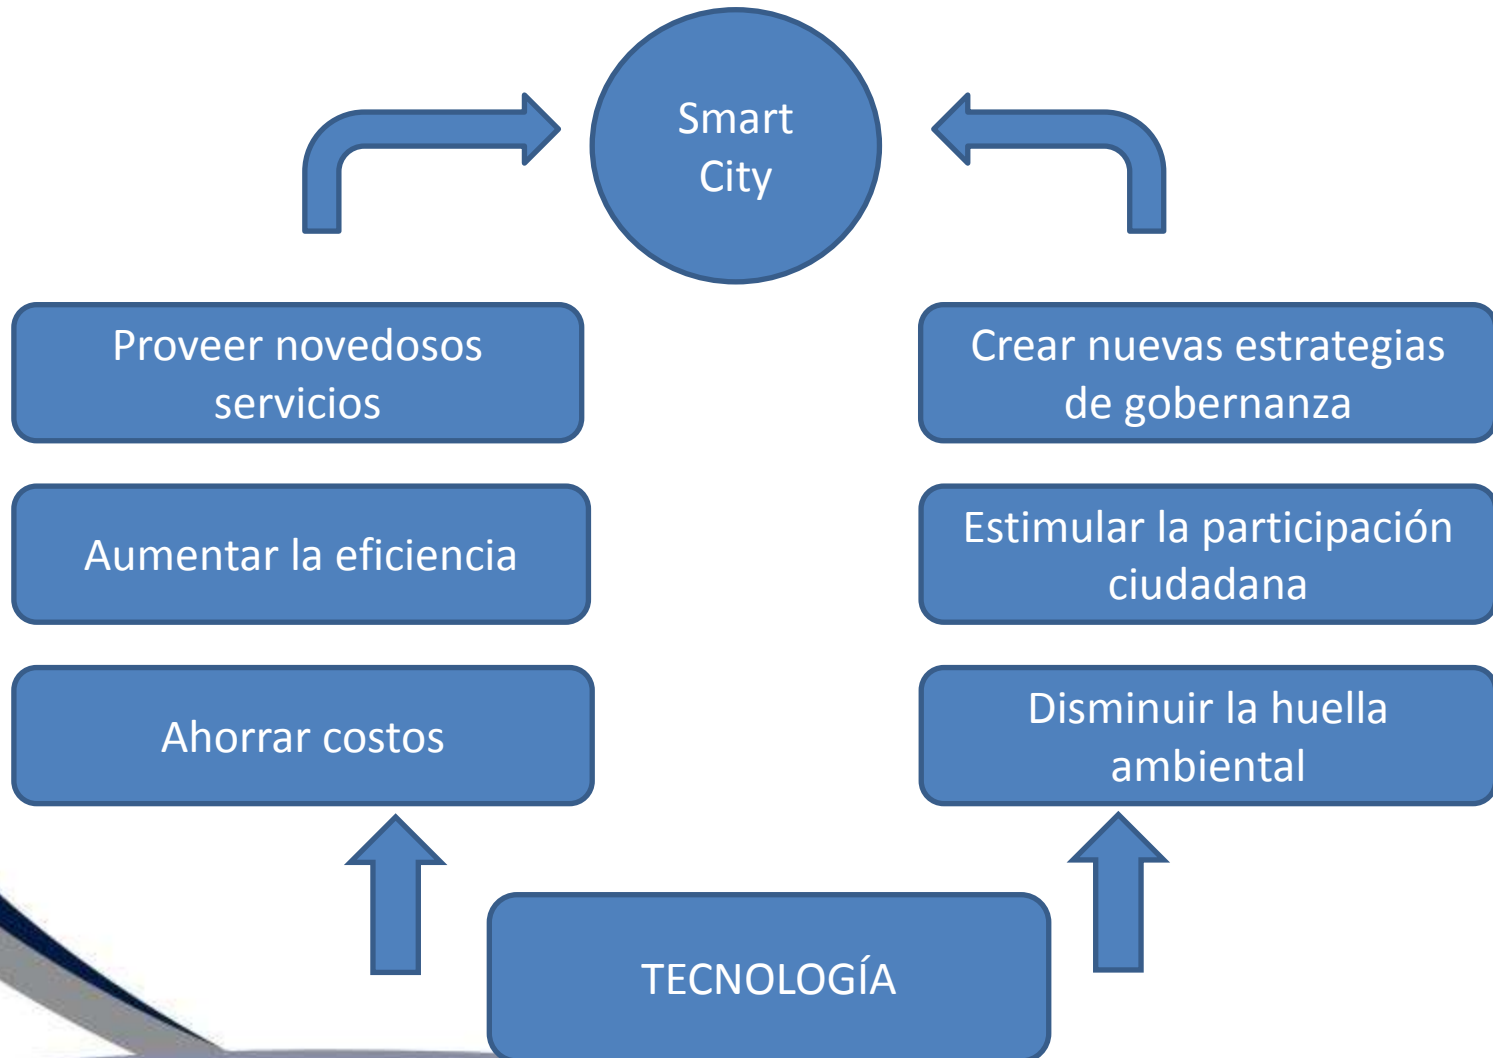 Smart
City
Proveer novedosos
servicios
Crear nuevas estrategias
de gobernanza
Aumentar la eficiencia
Estimular la participación
ciudadana
Ahorrar costos
Disminuir la huella
ambiental
TECNOLOGÍA